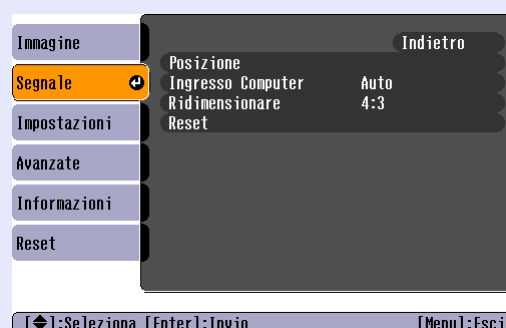 Immagine
Segnale
Impostazioni
Avanzate
Informazioni
Reset
Indietro
Posizione
Ingresso Computer Auto
Ridimensionare 4:3
Reset
[ ]:Seleziona [Enter]:Invio [Menu]:Esci